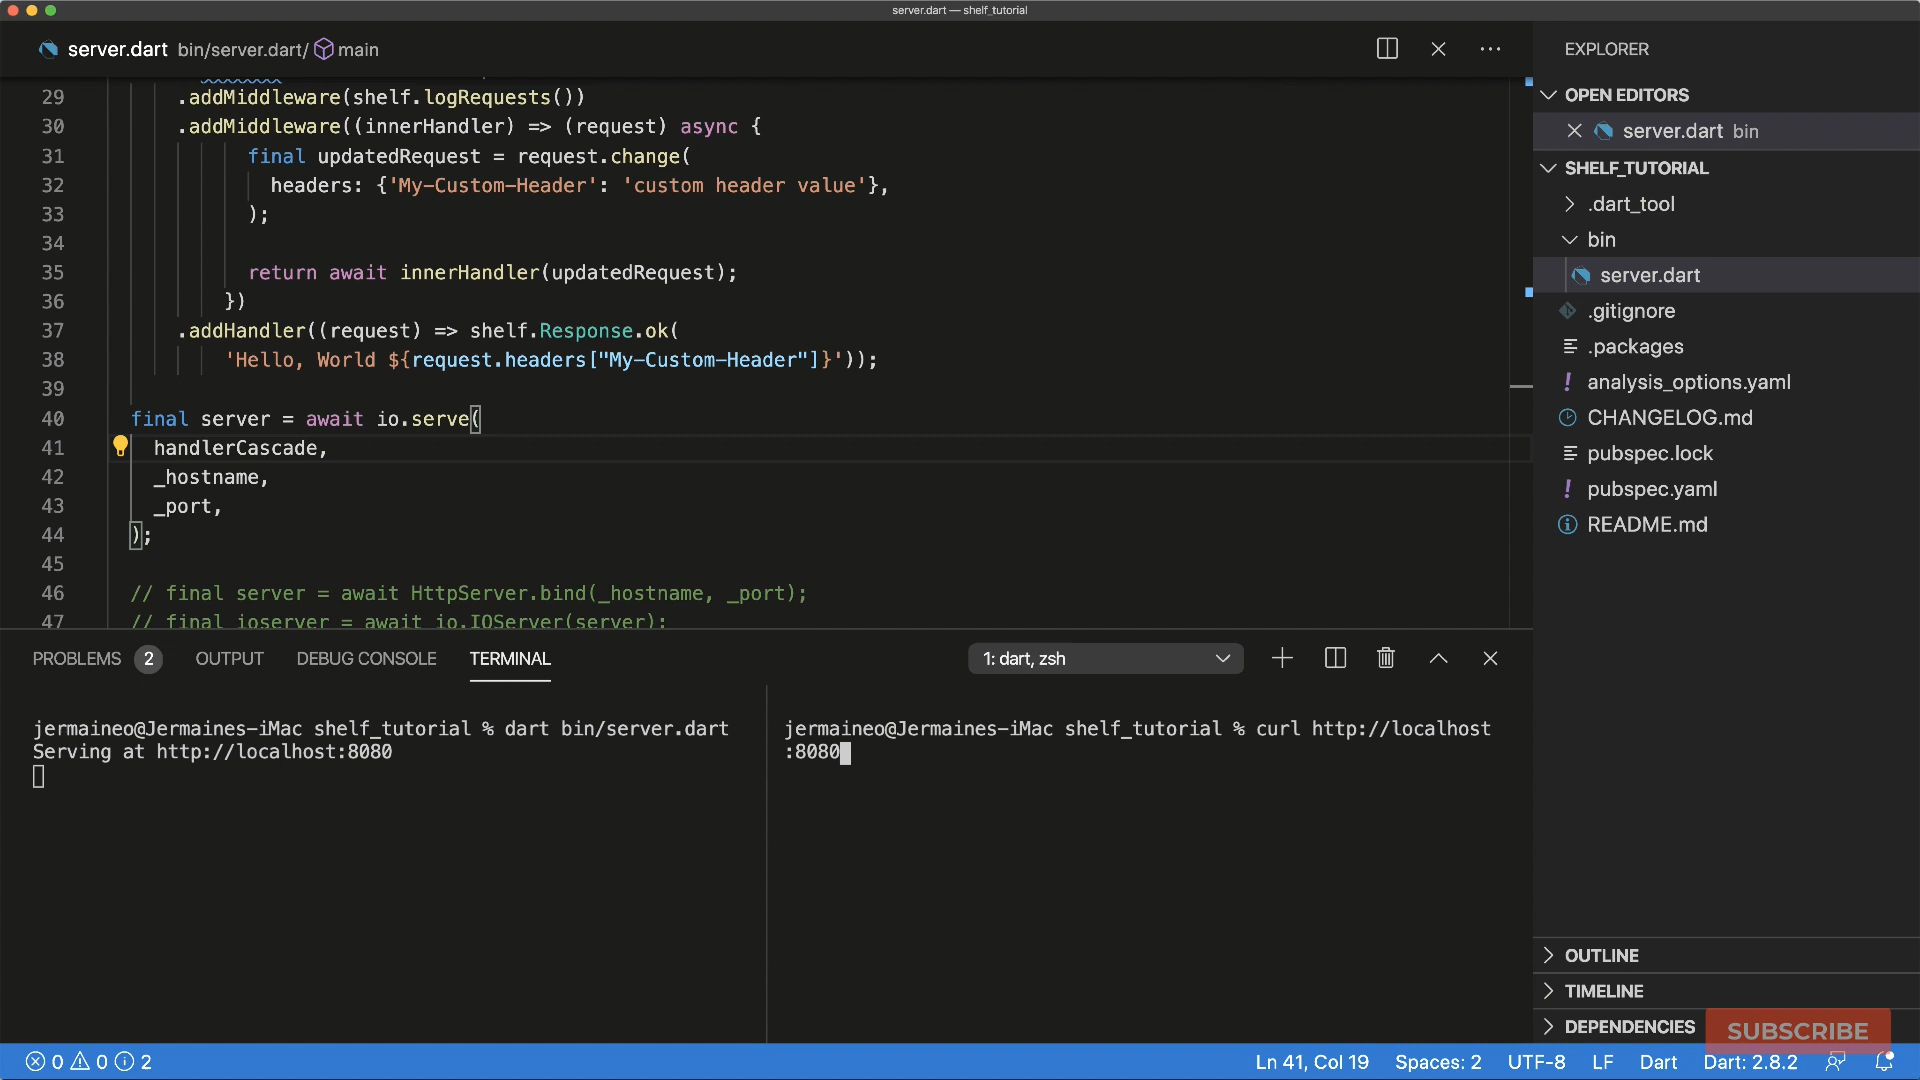 server.dart — shelf_tutorial
server.dart bin/server.dart/ main
29 .addMiddleware(shelf.logRequests())
30 .addMiddleware((innerHandler) => (request) async {
31 final updatedRequest = request.change(
32 headers: {'My-Custom-Header': 'custom header value'},
33 );
34
35 return await innerHandler(updatedRequest);
36 })
37 .addHandler((request) => shelf.Response.ok(
38 'Hello, World ${request.headers["My-Custom-Header"]}'));
39
40 final server = await io.serve(
41 handlerCascade,
42 _hostname,
43 _port,
44 );
45
46 // final server = await HttpServer.bind(_hostname, _port);
47 // final ioserver = await io.IOServer(server);
PROBLEMS 2 OUTPUT DEBUG CONSOLE TERMINAL
1: dart, zsh
jermaineo@Jermaines-iMac shelf_tutorial % dart bin/server.dart
Serving at http://localhost:8080
jermaineo@Jermaines-iMac shelf_tutorial % curl http://localhost
:8080
EXPLORER
OPEN EDITORS
server.dart bin
SHELF_TUTORIAL
.dart_tool
bin
server.dart
.gitignore
.packages
analysis_options.yaml
CHANGELOG.md
pubspec.lock
pubspec.yaml
README.md
OUTLINE
TIMELINE
DEPENDENCIES
SUBSCRIBE
0 0 2
Ln 41, Col 19 Spaces: 2 UTF-8 LF Dart Dart: 2.8.2